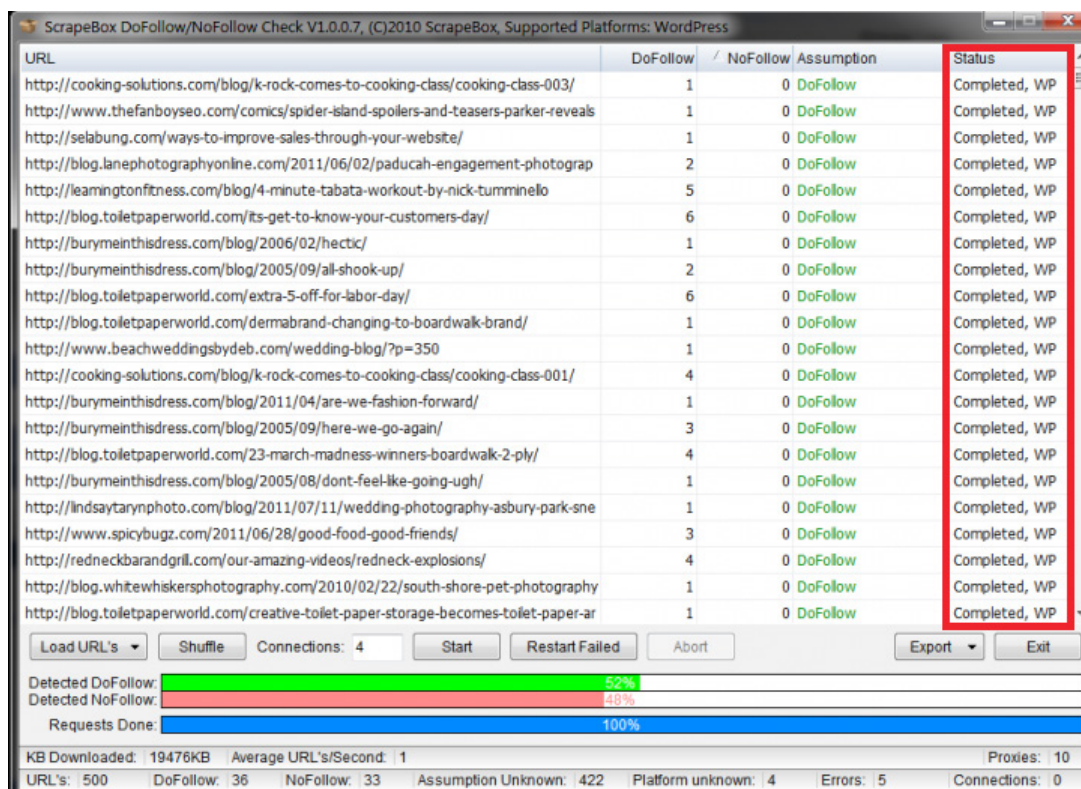 ScrapeBox DoFollow/NoFollow Check V1.0.0.7, (C)2010 ScrapeBox, Supported Platforms: WordPress
URL DoFollow / NoFollow Assumption Status
http://cooking-solutions.com/blog/k-rock-comes-to-cooking-class/cooking-class-003/ 1 0 DoFollow Completed, WP
http://www.thefanboyseo.com/comics/spider-island-spoilers-and-teasers-parker-reveals 1 0 DoFollow Completed, WP
http://selabung.com/ways-to-improve-sales-through-your-website/ 1 0 DoFollow Completed, WP
http://blog.lanephotographyonline.com/2011/06/02/paducah-engagement-photograp 2 0 DoFollow Completed, WP
http://leamingtonfitness.com/blog/4-minute-tabata-workout-by-nick-tumminello 5 0 DoFollow Completed, WP
http://blog.toiletpaperworld.com/its-get-to-know-your-customers-day/ 6 0 DoFollow Completed, WP
http://burymeinthisdress.com/blog/2006/02/hectic/ 1 0 DoFollow Completed, WP
http://burymeinthisdress.com/blog/2005/09/all-shook-up/ 2 0 DoFollow Completed, WP
http://blog.toiletpaperworld.com/extra-5-off-for-labor-day/ 6 0 DoFollow Completed, WP
http://blog.toiletpaperworld.com/dermabrand-changing-to-boardwalk-brand/ 1 0 DoFollow Completed, WP
http://www.beachweddingsbydeb.com/wedding-blog/?p=350 1 0 DoFollow Completed, WP
http://cooking-solutions.com/blog/k-rock-comes-to-cooking-class/cooking-class-001/ 4 0 DoFollow Completed, WP
http://burymeinthisdress.com/blog/2011/04/are-we-fashion-forward/ 1 0 DoFollow Completed, WP
http://burymeinthisdress.com/blog/2005/09/here-we-go-again/ 3 0 DoFollow Completed, WP
http://blog.toiletpaperworld.com/23-march-madness-winners-boardwalk-2-ply/ 4 0 DoFollow Completed, WP
http://burymeinthisdress.com/blog/2005/08/dont-feel-like-going-ugh/ 1 0 DoFollow Completed, WP
http://lindsaytarynphoto.com/blog/2011/07/11/wedding-photography-asbury-park-sne 1 0 DoFollow Completed, WP
http://www.spicybugz.com/2011/06/28/good-food-good-friends/ 3 0 DoFollow Completed, WP
http://redneckbarandgrill.com/our-amazing-videos/redneck-explosions/ 4 0 DoFollow Completed, WP
http://blog.whitewhiskersphotography.com/2010/02/22/south-shore-pet-photography 1 0 DoFollow Completed, WP
http://blog.toiletpaperworld.com/creative-toilet-paper-storage-becomes-toilet-paper-ar 1 0 DoFollow Completed, WP
Load URL's Shuffle Connections: 4 Start Restart Failed Abort Export Exit
Detected DoFollow: 52%
Detected NoFollow: 48%
Requests Done: 100%
KB Downloaded: 19476KB Average URL's/Second: 1 Proxies: 10
URL's: 500 DoFollow: 36 NoFollow: 33 Assumption Unknown: 422 Platform unknown: 4 Errors: 5 Connections: 0